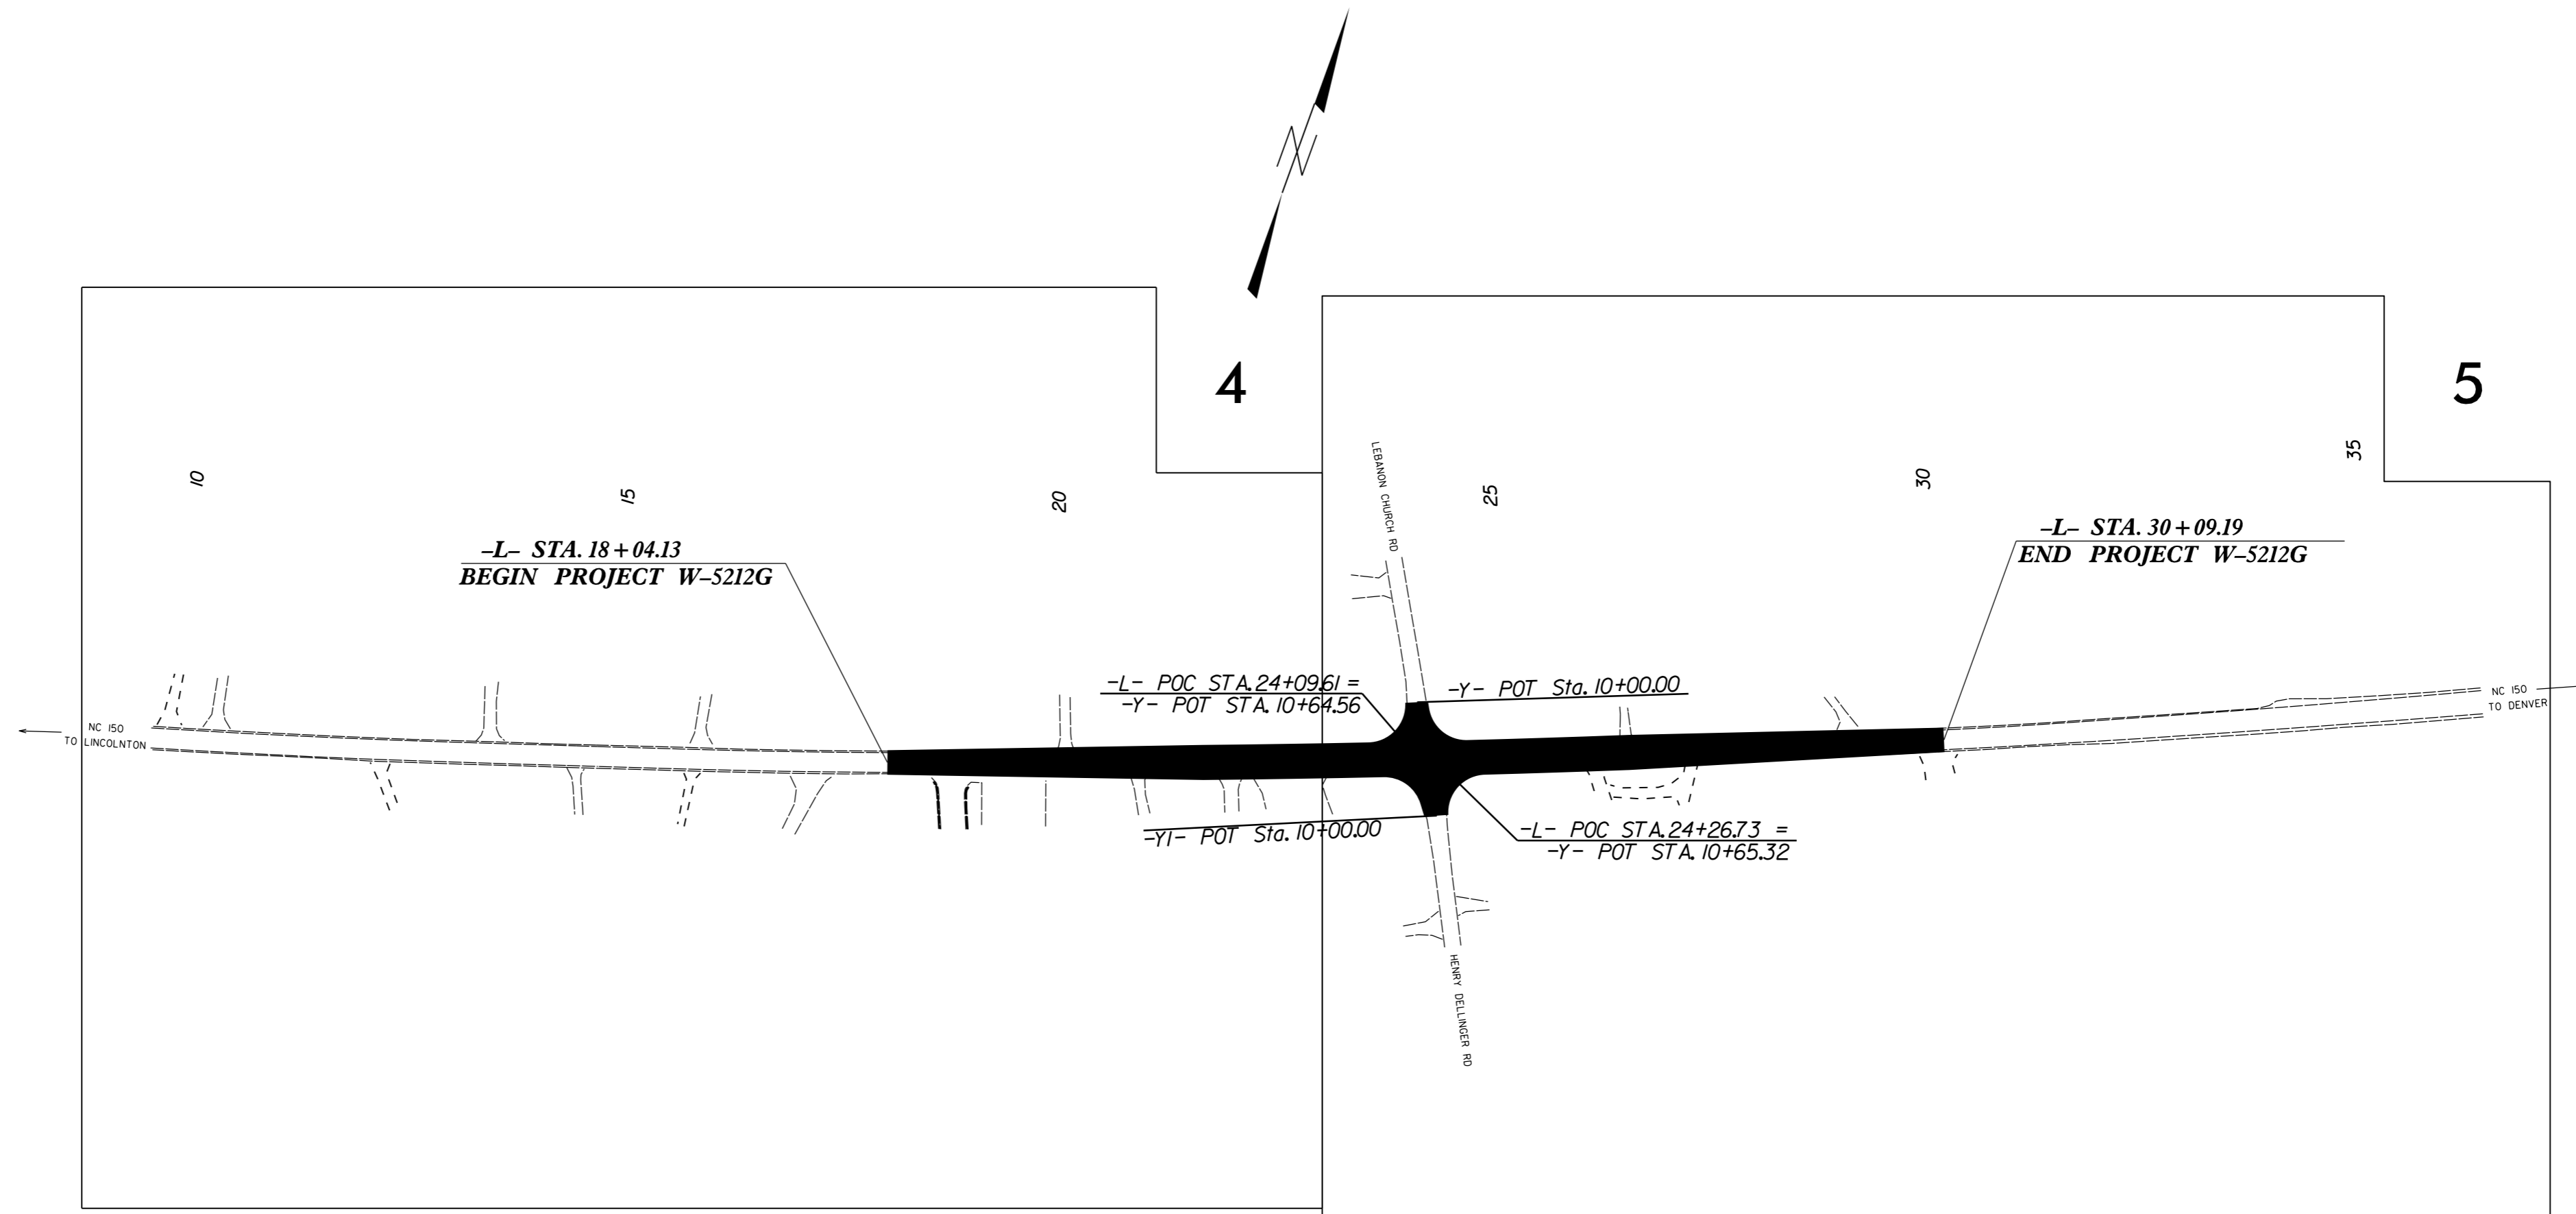 N
4
5
10
15
20
25
30
35
LEBANON CHURCH RD
-L- STA. 18+04.13
BEGIN PROJECT W-5212G
-L- STA. 30+09.19
END PROJECT W-5212G
-L- POC STA. 24+09.61 =
-Y- POT STA. 10+64.56
-Y- POT Sta. 10+00.00
NC 150
TO LINCOLNTON
NC 150
TO DENVER
-Y1- POT Sta. 10+00.00
-L- POC STA. 24+26.73 =
-Y- POT STA. 10+65.32
HENRY DELLINGER RD